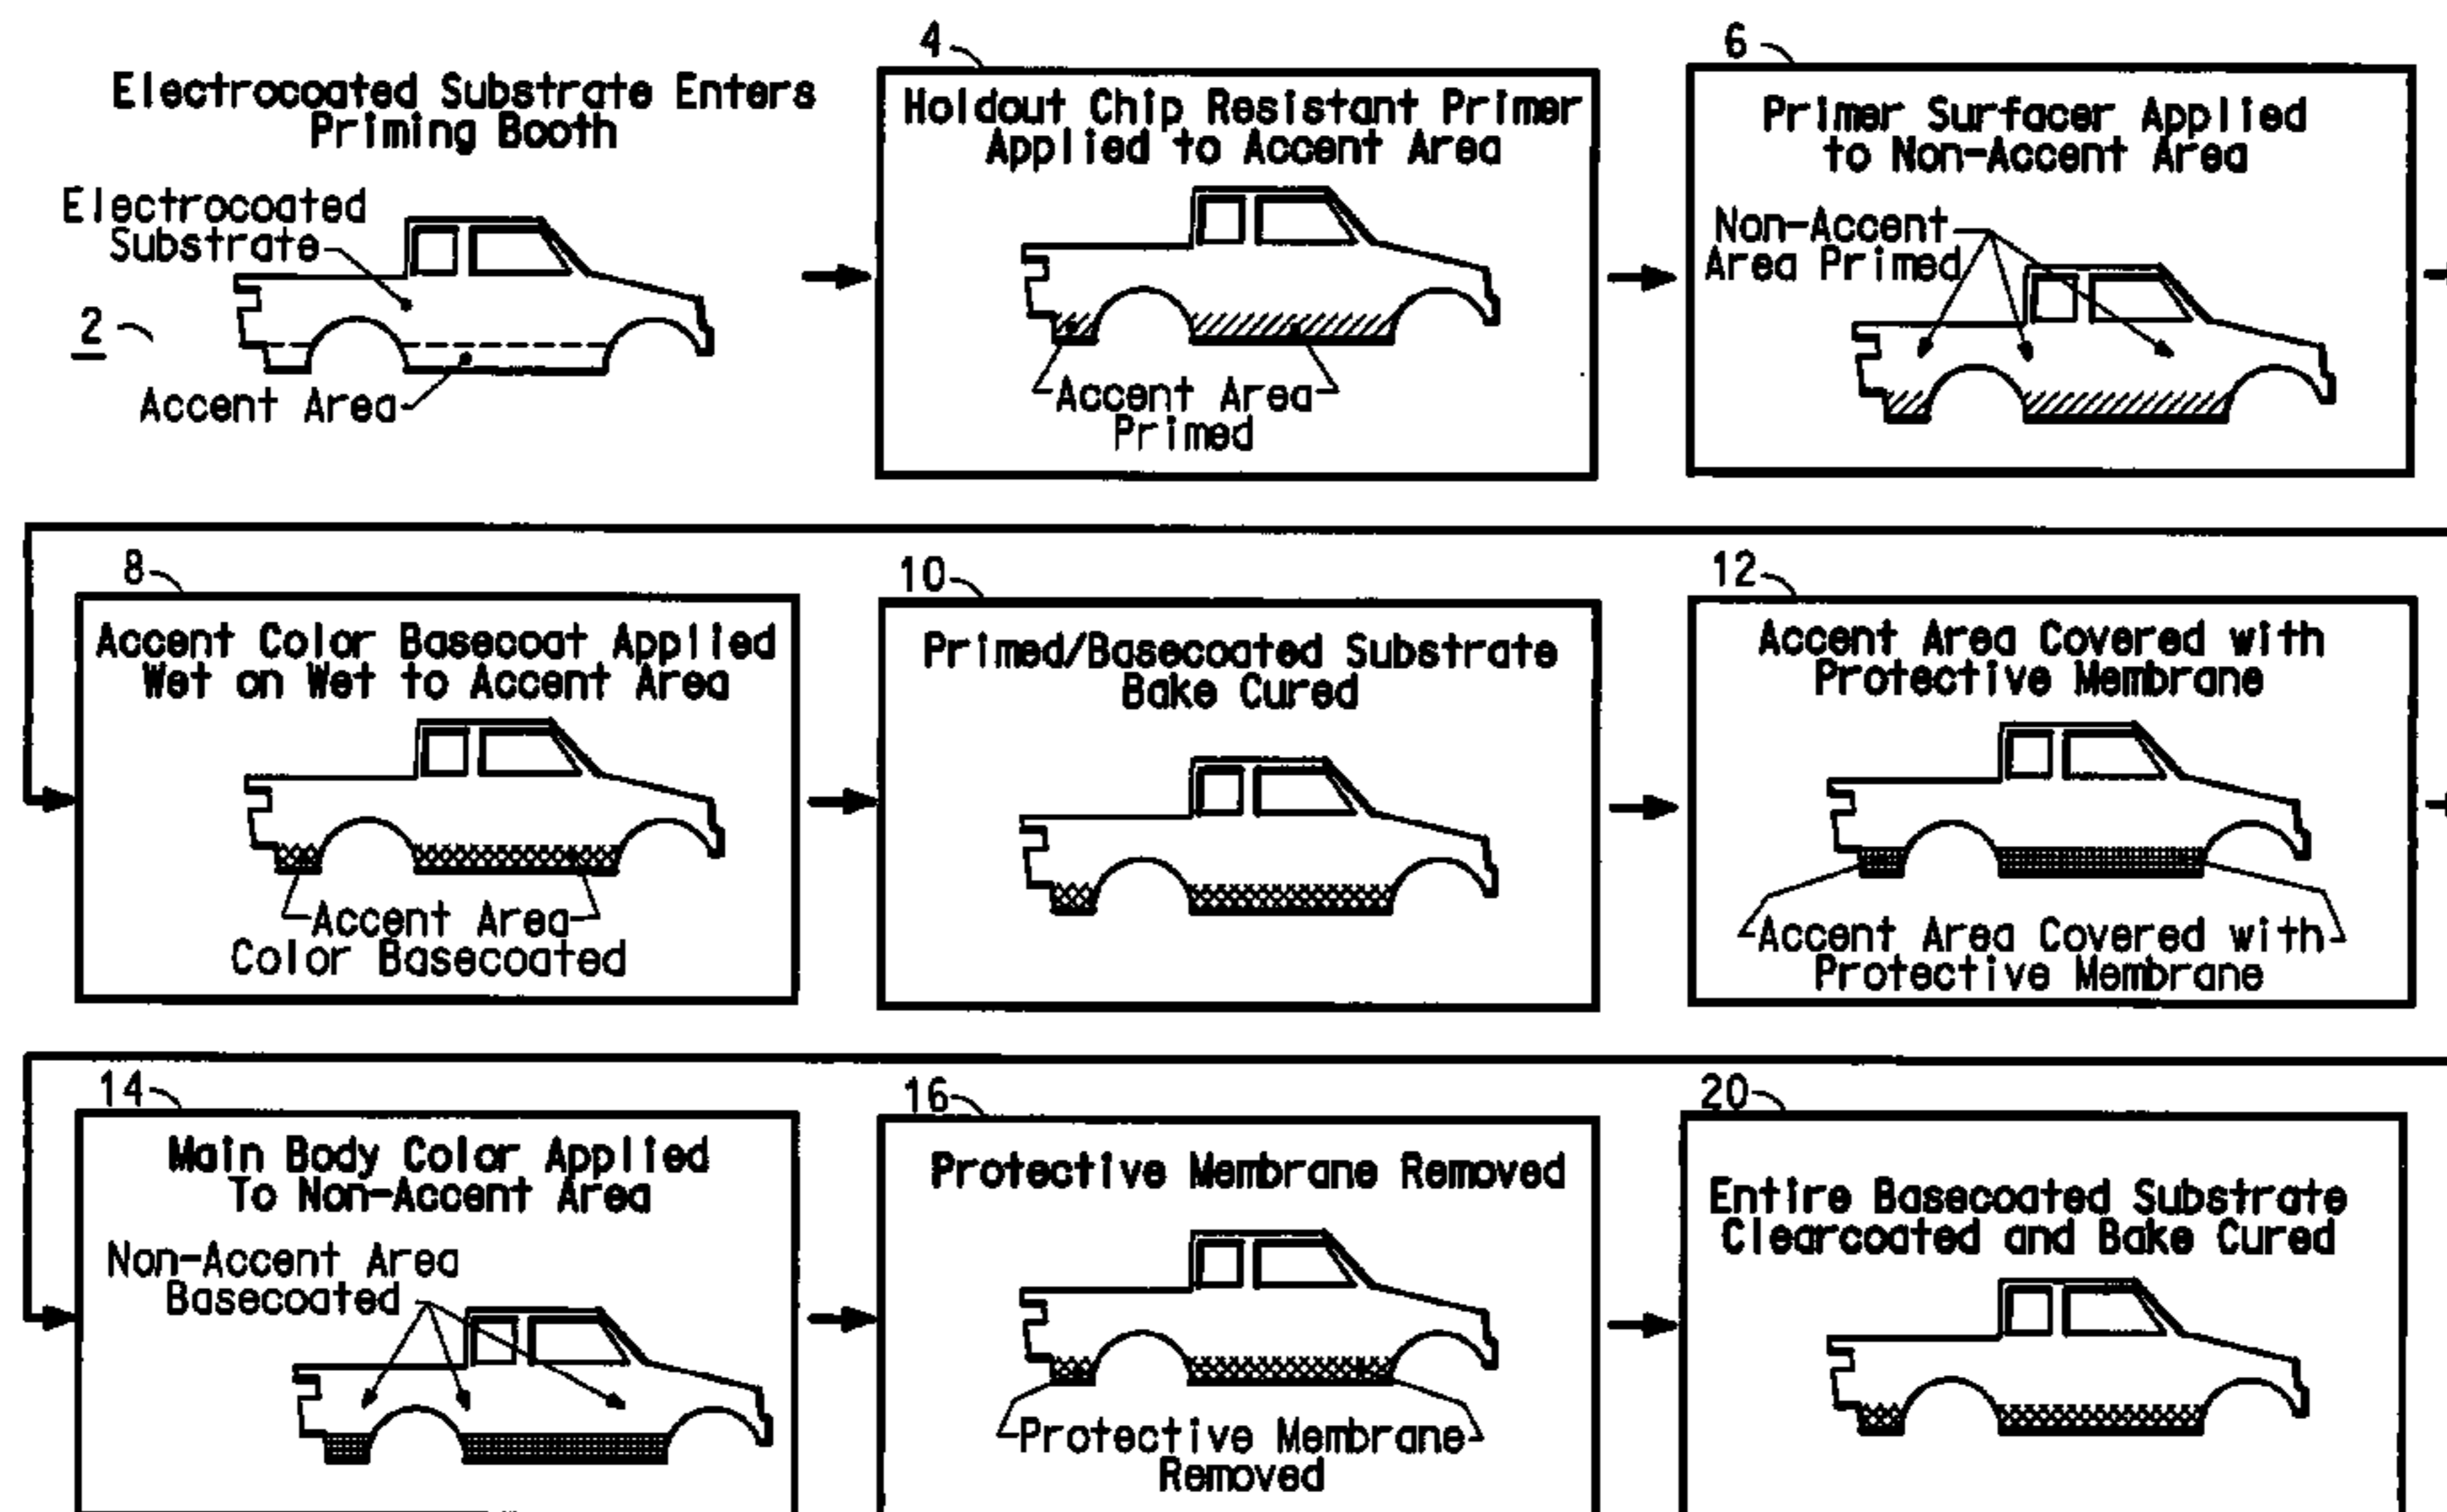 Electrocoated Substrate Enters
Priming Booth
Electrocoated
Substrate
2
Accent Area
4
Holdout Chip Resistant Primer
Applied to Accent Area
Accent Area
Primed
6
Primer Surfacer Applied
to Non-Accent Area
Non-Accent
Area Primed
8
Accent Color Basecoat Applied
Wet on Wet to Accent Area
Accent Area
Color Basecoated
10
Primed/Basecoated Substrate
Bake Cured
12
Accent Area Covered with
Protective Membrane
Accent Area Covered with
Protective Membrane
14
Main Body Color Applied
To Non-Accent Area
Non-Accent Area
Basecoated
16
Protective Membrane Removed
Protective Membrane
Removed
20
Entire Basecoated Substrate
Clearcoated and Bake Cured